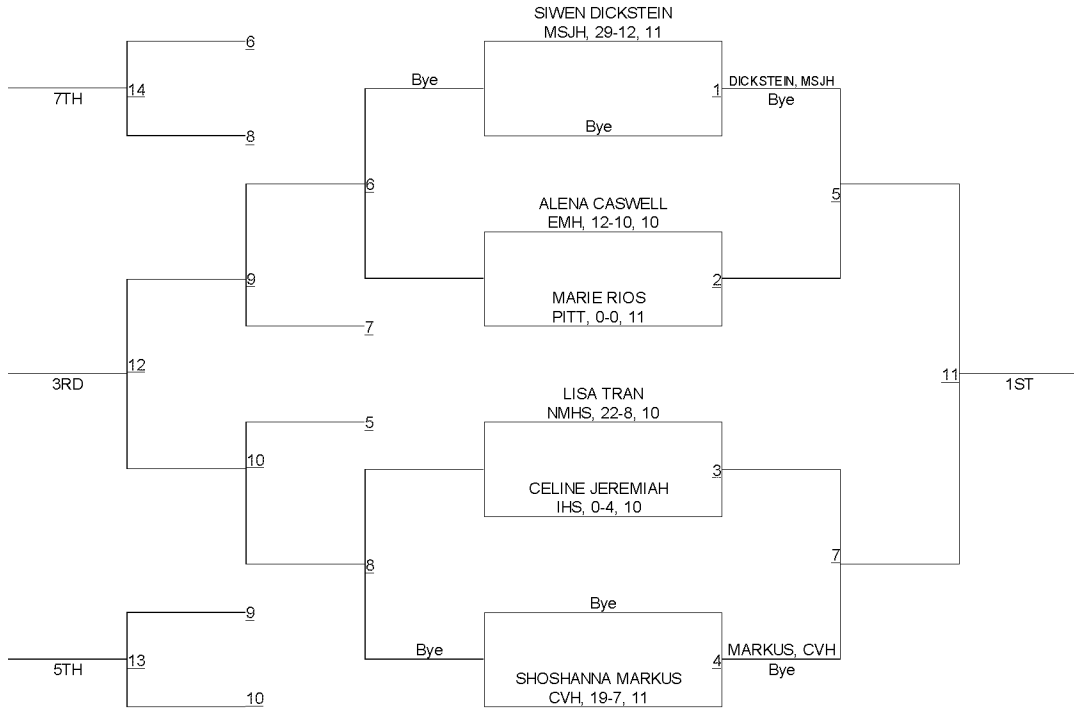 SIWEN DICKSTEIN
MSJH, 29-12, 11
6
Bye
1
DICKSTEIN, MSJH
7TH
14
Bye
Bye
8
6
5
ALENA CASWELL
EMH, 12-10, 10
9
2
MARIE RIOS
PITT, 0-0, 11
7
12
11
3RD
1ST
LISA TRAN
NMHS, 22-8, 10
5
10
3
CELINE JEREMIAH
IHS, 0-4, 10
8
7
9
Bye
Bye
MARKUS, CVH
5TH
13
4
Bye
SHOSHANNA MARKUS
CVH, 19-7, 11
10